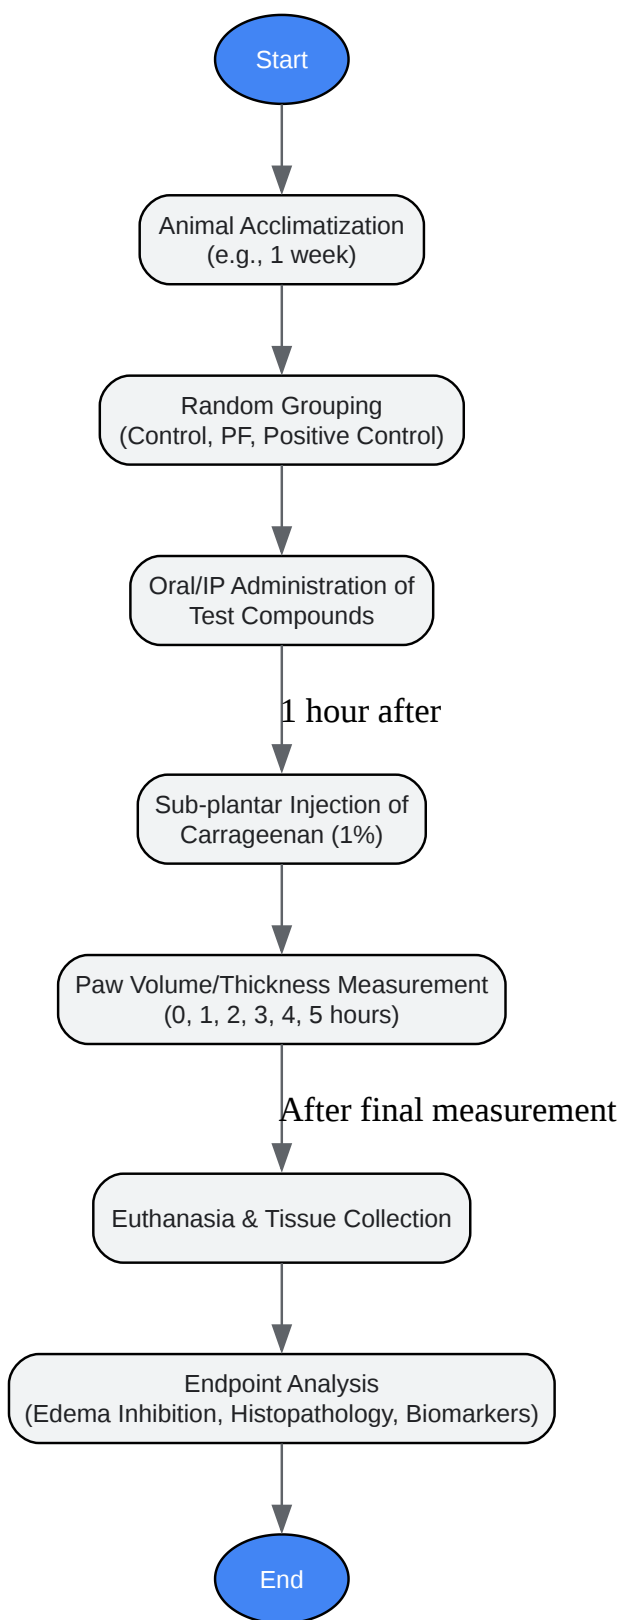 Start
Animal Acclimatization
(e.g., 1 week)
Random Grouping
(Control, PF, Positive Control)
Oral/IP Administration of
Test Compounds
1 hour after
Sub-plantar Injection of
Carrageenan (1%)
Paw Volume/Thickness Measurement
(0, 1, 2, 3, 4, 5 hours)
After final measurement
Euthanasia & Tissue Collection
Endpoint Analysis
(Edema Inhibition, Histopathology, Biomarkers)
End